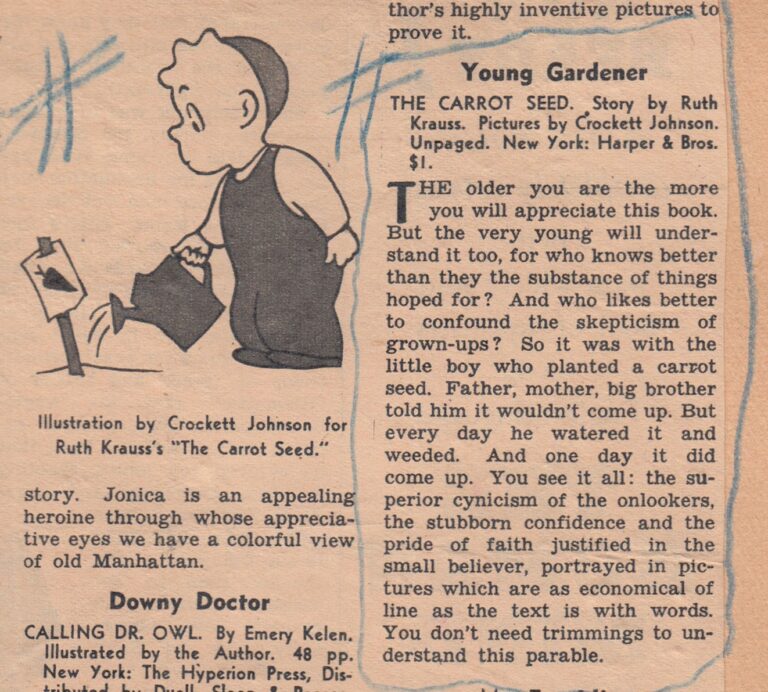 Illustration by Crockett Johnson for
Ruth Krauss's "The Carrot Seed."
story. Jonica is an appealing
heroine through whose apprecia-
tive eyes we have a colorful view
of old Manhattan.
Downy Doctor
CALLING DR. OWL. By Emery Kelen.
Illustrated by the Author. 48 pp.
New York: The Hyperion Press, Dis-
tributed by Duell, Sloan &
thor's highly inventive pictures to
prove it.
Young Gardener
THE CARROT SEED. Story by Ruth
Krauss. Pictures by Crockett Johnson.
Unpaged. New York: Harper & Bros.
$1.
THE older you are the more
you will appreciate this book.
But the very young will under-
stand it too, for who knows better
than they the substance of things
hoped for? And who likes better
to confound the skepticism of
grown-ups? So it was with the
little boy who planted a carrot
seed. Father, mother, big brother
told him it wouldn't come up. But
every day he watered it and
weeded. And one day it did
come up. You see it all: the su-
perior cynicism of the onlookers,
the stubborn confidence and the
pride of faith justified in the
small believer, portrayed in pic-
tures which are as economical of
line as the text is with words.
You don't need trimmings to un-
derstand this parable.